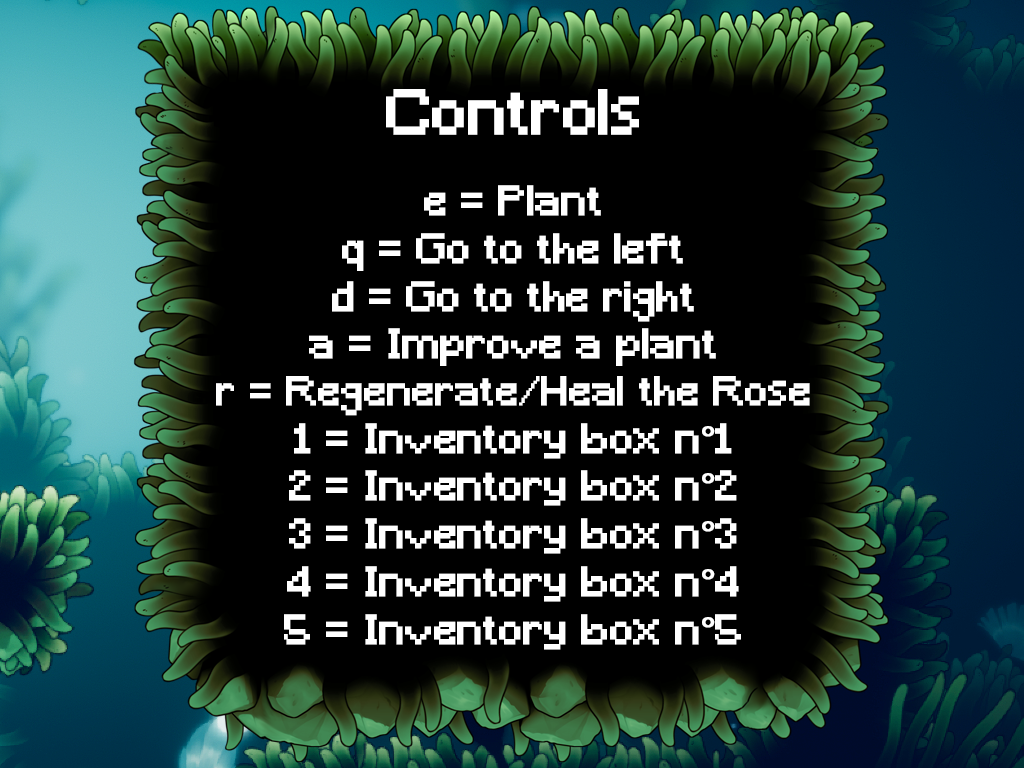 Controls
e = Plant
q = Go to the left
d = Go to the right
a = Improve a plant
r = Regenerate/Heal the Rose
1 = Inventory box n°1
2 = Inventory box n°2
3 = Inventory box n°3
4 = Inventory box n°4
5 = Inventory box n°5